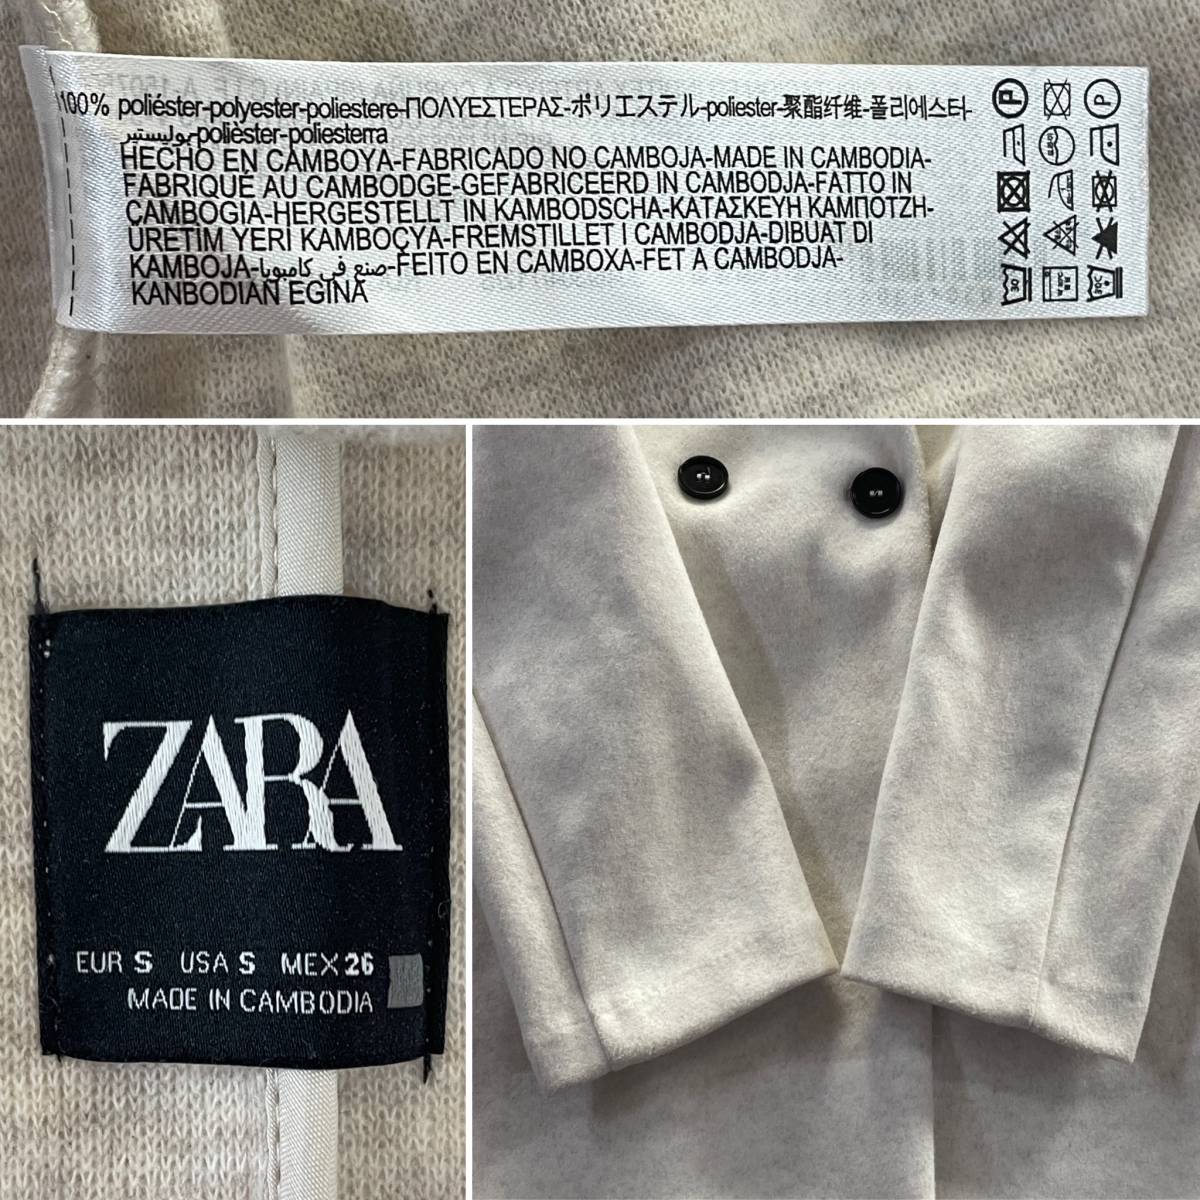 100% poliéster-polyester-poliestere-ΠΟΛΥΕΣΤΕΡΑΣ-ポリエステル-poliester-聚酯纤维-폴리에스터-
بوليستير-polièster-poliesterra
HECHO EN CAMBOYA-FABRICADO NO CAMBOJA-MADE IN CAMBODIA-
FABRIQUÉ AU CAMBODGE-GEFABRICEERD IN CAMBODJA-FATTO IN
CAMBOGIA-HERGESTELLT IN KAMBODSCHA-ΚΑΤΑΣΚΕΥΗ ΚΑΜΠΟΤΖΗ-
ÜRETIM YERI KAMBOÇYA-FREMSTILLET I CAMBODJA-DIBUAT DI
KAMBOJA-صنع في كامبوديا-FEITO EN CAMBOXA-FET A CAMBODJA-
KANBODIAN EGINA
ZARA
EUR S USA S MEX 26
MADE IN CAMBODIA